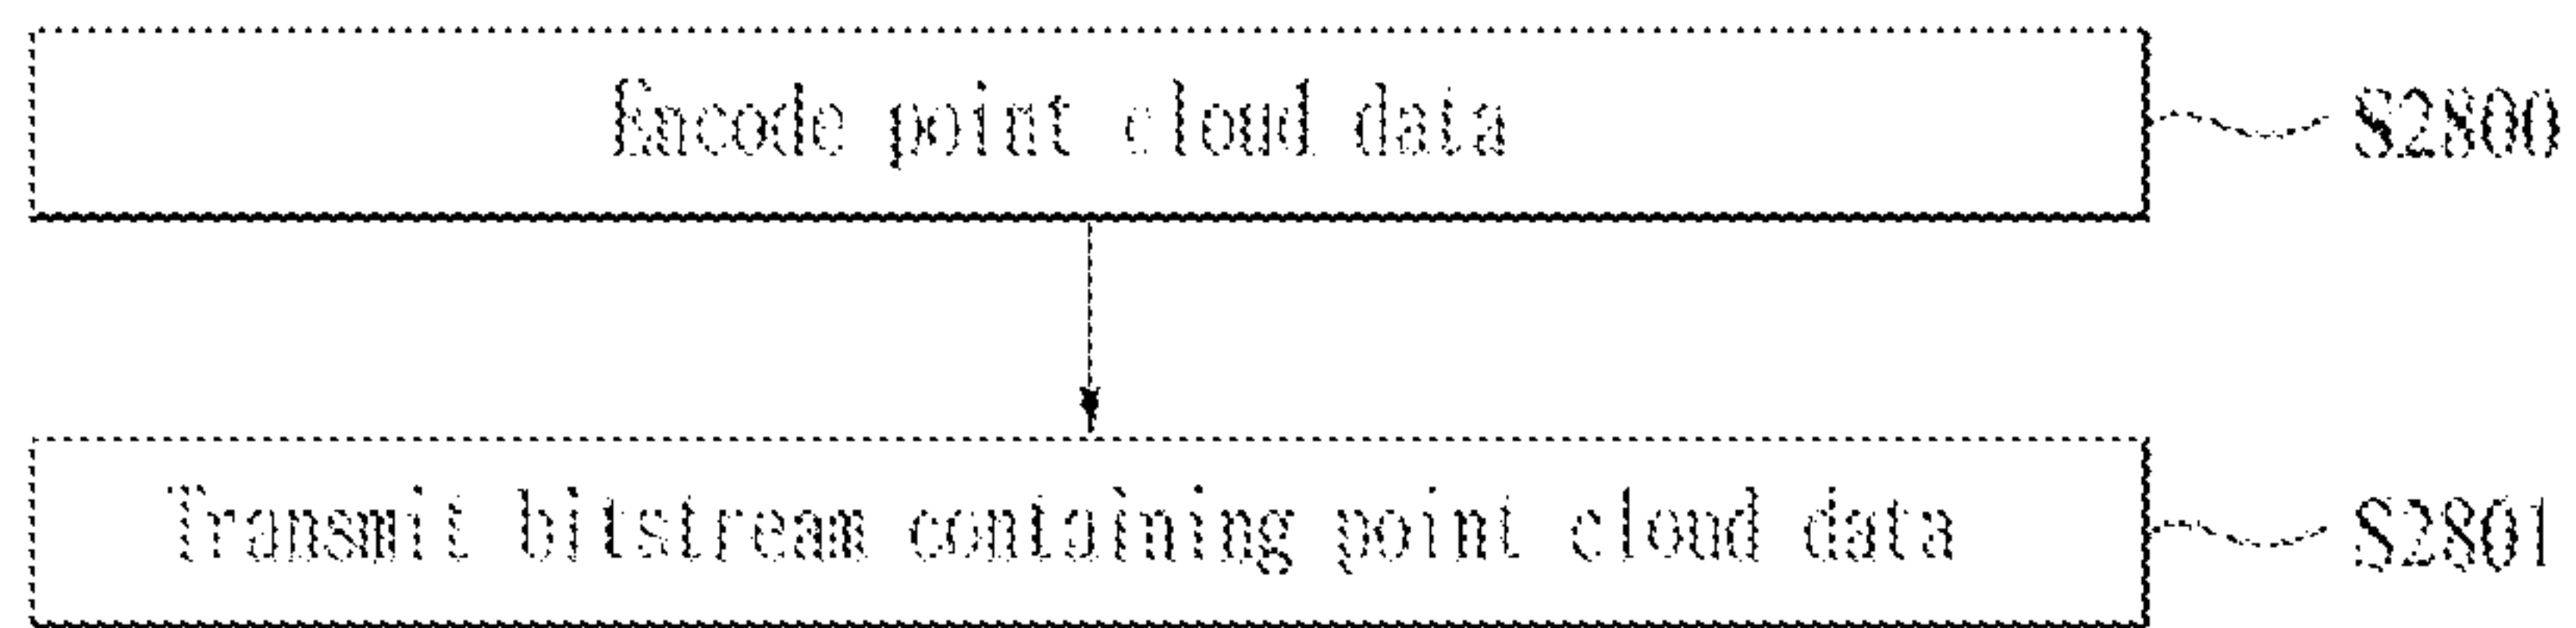 Encode point cloud data
S2800
Transmit bitstream containing point cloud data
S2801